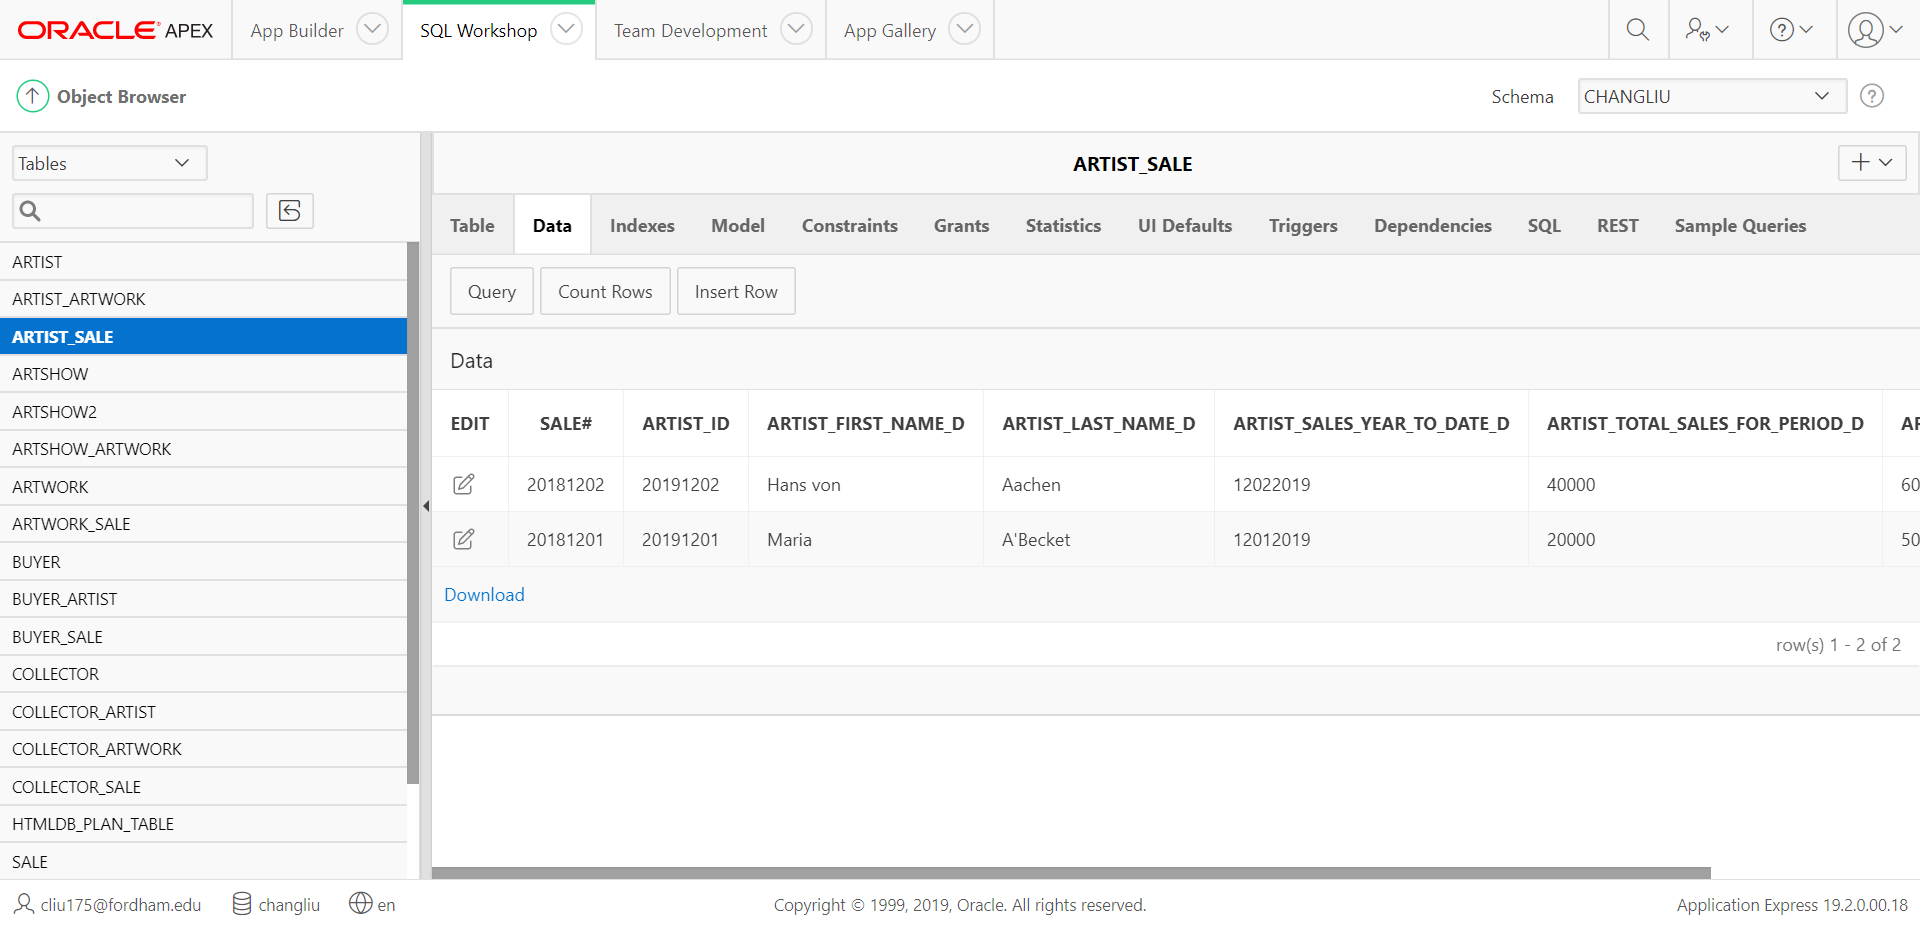 ORACLE APEX App Builder SQL Workshop Team Development App Gallery
Object Browser Schema CHANGLIU
Tables
ARTIST_SALE
Table Data Indexes Model Constraints Grants Statistics UI Defaults Triggers Dependencies SQL REST Sample Queries
ARTIST
ARTIST_ARTWORK
ARTIST_SALE
ARTSHOW
ARTSHOW2
ARTSHOW_ARTWORK
ARTWORK
ARTWORK_SALE
BUYER
BUYER_ARTIST
BUYER_SALE
COLLECTOR
COLLECTOR_ARTIST
COLLECTOR_ARTWORK
COLLECTOR_SALE
HTMLDB_PLAN_TABLE
SALE
Query Count Rows Insert Row
Data
EDIT SALE# ARTIST_ID ARTIST_FIRST_NAME_D ARTIST_LAST_NAME_D ARTIST_SALES_YEAR_TO_DATE_D ARTIST_TOTAL_SALES_FOR_PERIOD_D
20181202 20191202 Hans von Aachen 12022019 40000 60
20181201 20191201 Maria A'Becket 12012019 20000 50
Download
row(s) 1 - 2 of 2
cliu175@fordham.edu changliu en Copyright © 1999, 2019, Oracle. All rights reserved. Application Express 19.2.0.00.18